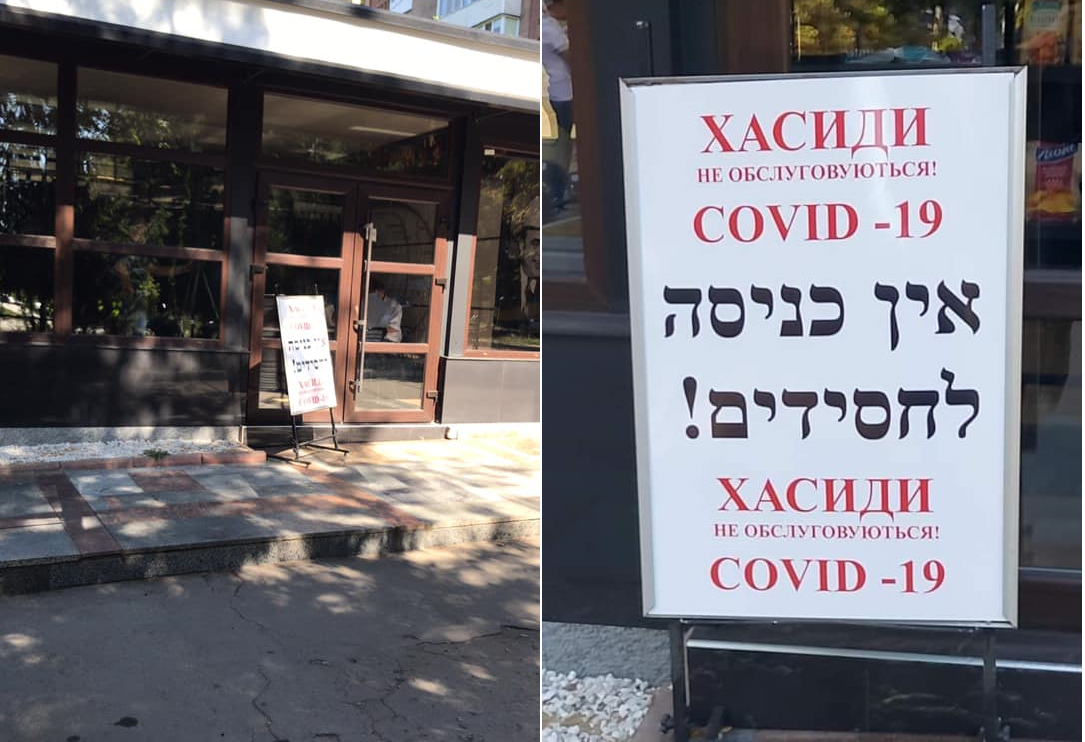 ХАСИДИ
НЕ ОБСЛУГОВУЮТЬСЯ!
COVID -19
אין כניסה
לחסידים!
ХАСИДИ
НЕ ОБСЛУГОВУЮТЬСЯ!
COVID -19